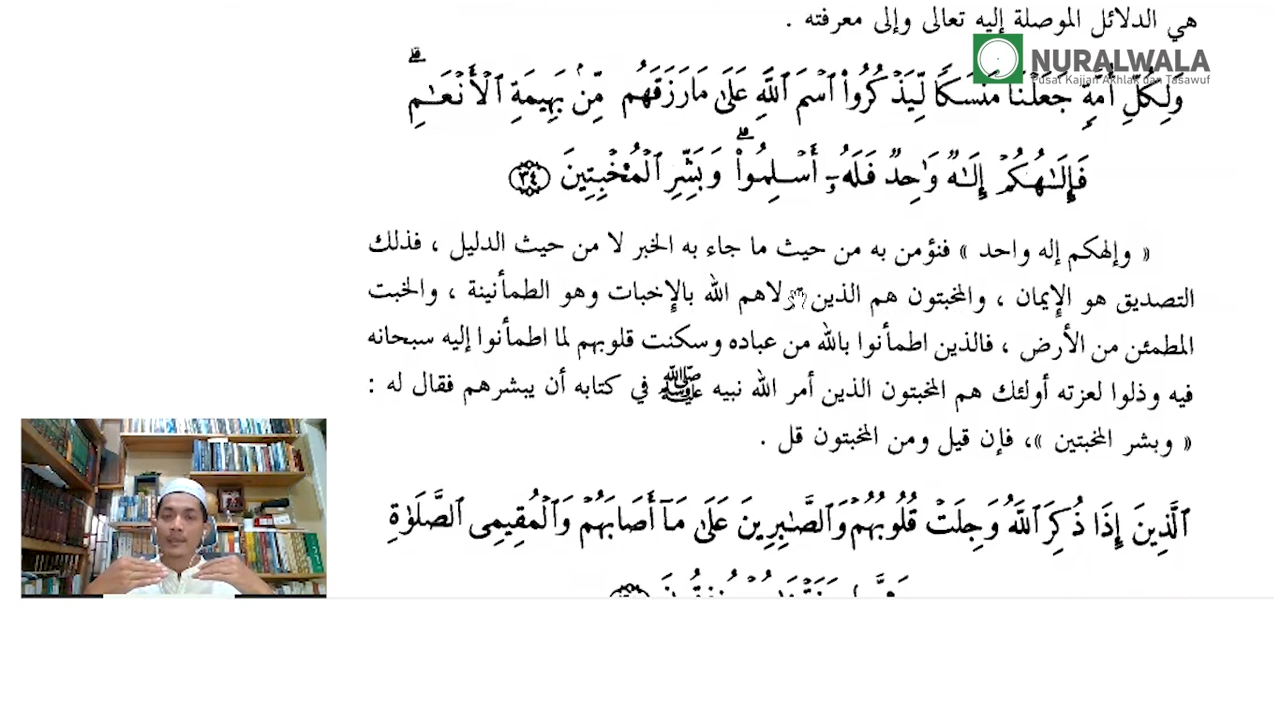 هي الدلائل الموصلة إليه تعالى وإلى معرفته .
NURALWALA
Pusat Kajian Akhlak dan Tasawuf
وَلِكُلِّ أُمَّةٍ جَعَلْنَا مَنسَكًا لِّيَذْكُرُوا۟ ٱسْمَ ٱللَّهِ عَلَىٰ مَا رَزَقَهُم مِّنۢ بَهِيمَةِ ٱلْأَنْعَـٰمِ ۗ
فَإِلَـٰهُكُمْ إِلَـٰهٌ وَٰحِدٌ فَلَهُۥٓ أَسْلِمُوا۟ ۗ وَبَشِّرِ ٱلْمُخْبِتِينَ ٣٤
« وإلهكم إله واحد » فنؤمن به من حيث ما جاء به الخبر لا من حيث الدليل ، فذلك
التصديق هو الإيمان ، والمخبتون هم الذين لاهم الله بالإخبات وهو الطمأنينة ، والخبت
المطمئن من الأرض ، فالذين اطمأنوا بالله من عباده وسكنت قلوبهم لما اطمأنوا إليه سبحانه
فيه وذلوا لعزته أولئك هم المخبتون الذين أمر الله نبيه ﷺ في كتابه أن يبشرهم فقال له :
« وبشر المخبتين »، فإن قيل ومن المخبتون قل .
ٱلَّذِينَ إِذَا ذُكِرَ ٱللَّهُ وَجِلَتْ قُلُوبُهُمْ وَٱلصَّـٰبِرِينَ عَلَىٰ مَآ أَصَابَهُمْ وَٱلْمُقِيمِى ٱلصَّلَوٰةِ